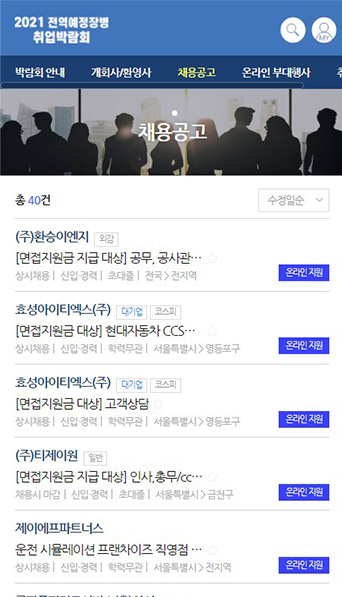 2021 전역예정장병
취업박람회
MY
박람회 안내 개회사/환영사 채용공고 온라인 부대행사
채용공고
총 40건 수정일순
(주)환승이엔지 외감
[면접지원금 지급 대상] 공무, 공사관…
상시채용 | 신입·경력 | 초대졸 | 전국 > 전지역 온라인 지원
효성아이티엑스(주) 대기업 코스피
[면접지원금 대상] 현대자동차 CCS…
상시채용 | 신입·경력 | 학력무관 | 서울특별시 > 영등포구 온라인 지원
효성아이티엑스(주) 대기업 코스피
[면접지원금 대상] 고객상담
상시채용 | 신입·경력 | 학력무관 | 서울특별시 > 영등포구 온라인 지원
(주)티제이원 일반
[면접지원금 지급 대상] 인사,총무/cc…
채용시 마감 | 신입·경력 | 초대졸 | 서울특별시 > 금천구 온라인 지원
제이에프파트너스
운전 시뮬레이션 프랜차이즈 직영점 …
상시채용 | 신입·경력 | 학력무관 | 서울특별시 > 전지역 온라인 지원